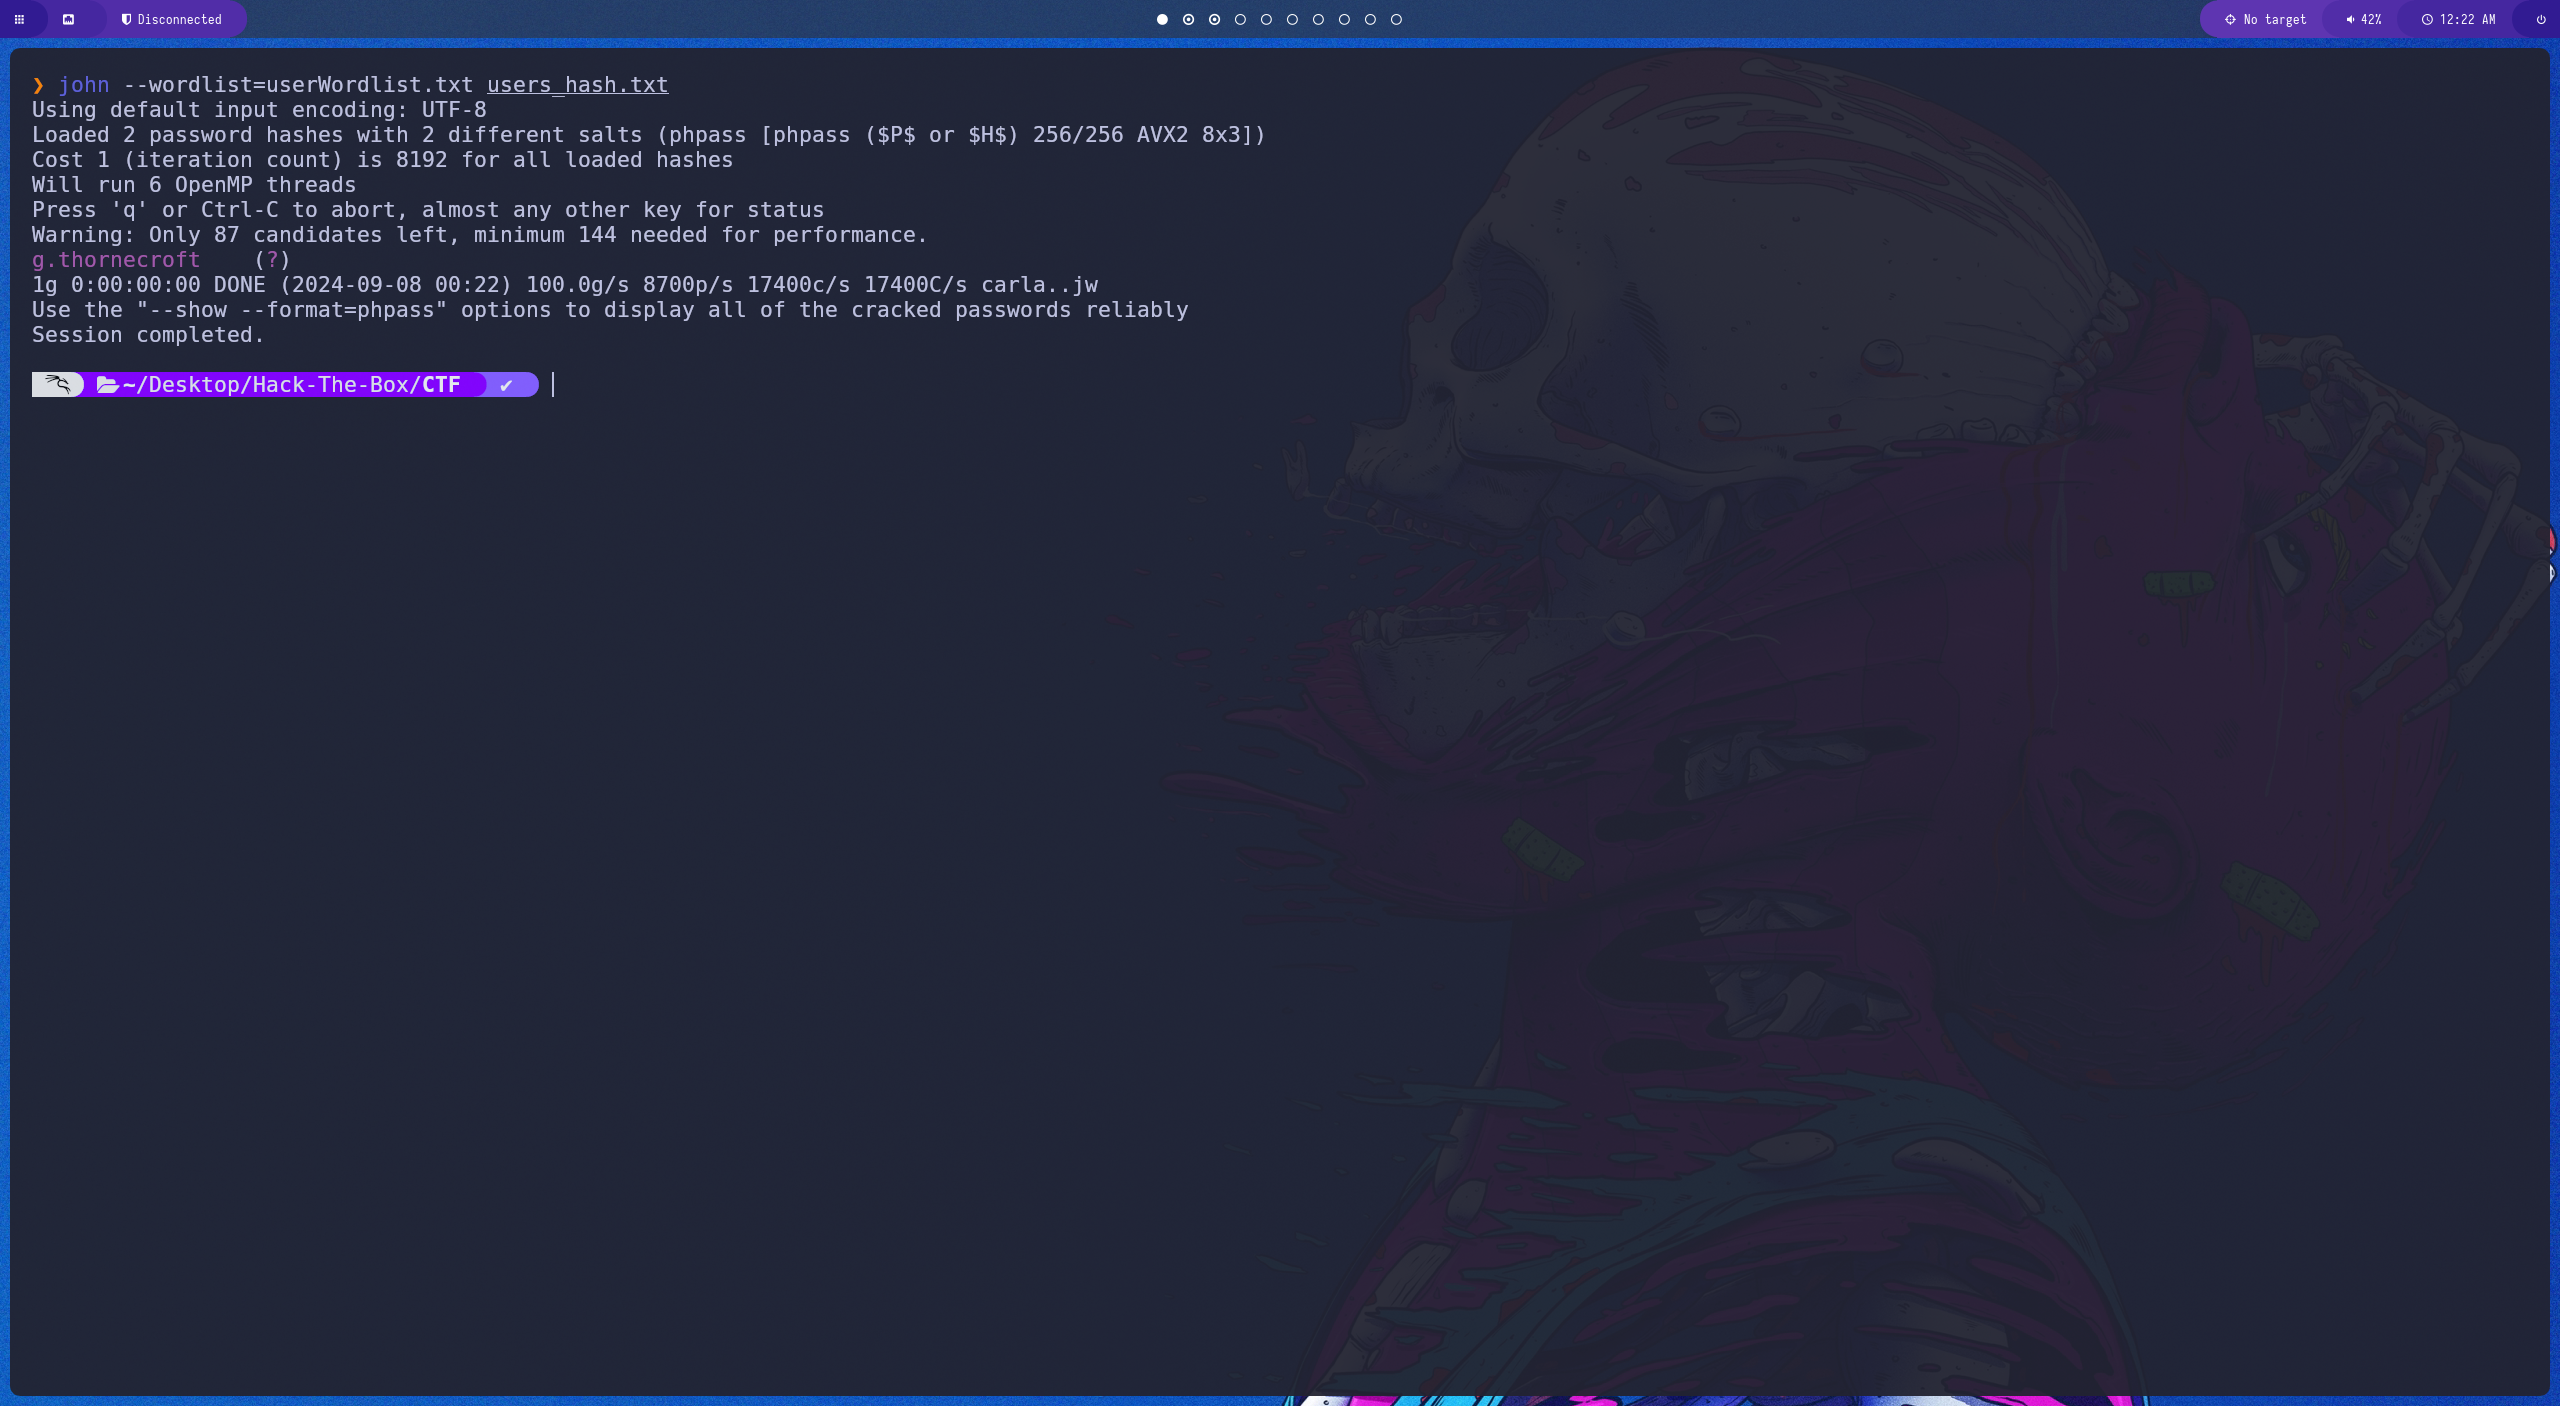 Disconnected
No target
42%
12:22 AM
❯ john --wordlist=userWordlist.txt users_hash.txt
Using default input encoding: UTF-8
Loaded 2 password hashes with 2 different salts (phpass [phpass ($P$ or $H$) 256/256 AVX2 8x3])
Cost 1 (iteration count) is 8192 for all loaded hashes
Will run 6 OpenMP threads
Press 'q' or Ctrl-C to abort, almost any other key for status
Warning: Only 87 candidates left, minimum 144 needed for performance.
g.thornecroft    (?)
1g 0:00:00:00 DONE (2024-09-08 00:22) 100.0g/s 8700p/s 17400c/s 17400C/s carla..jw
Use the "--show --format=phpass" options to display all of the cracked passwords reliably
Session completed.
~/Desktop/Hack-The-Box/CTF ✔